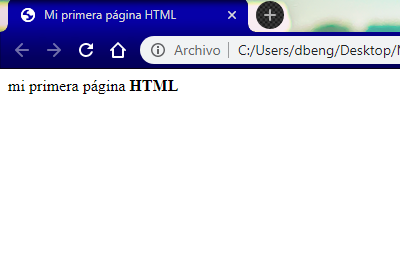 Mi primera página HTML
Archivo C:/Users/dbeng/Desktop/
mi primera página HTML